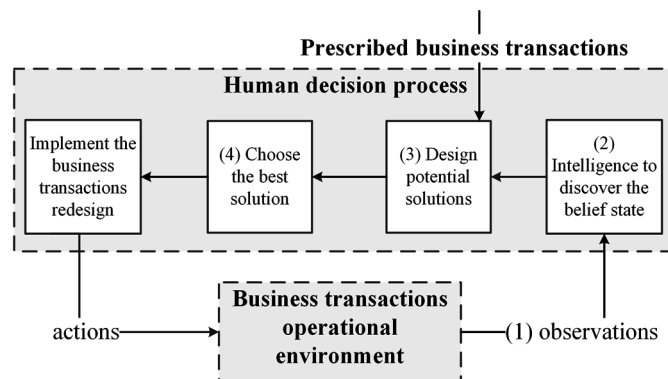 Prescribed business transactions
Human decision process
Implement the
business
transactions
redesign
(4) Choose
the best
solution
(3) Design
potential
solutions
(2)
Intelligence to
discover the
belief state
actions
Business transactions
operational
environment
(1) observations